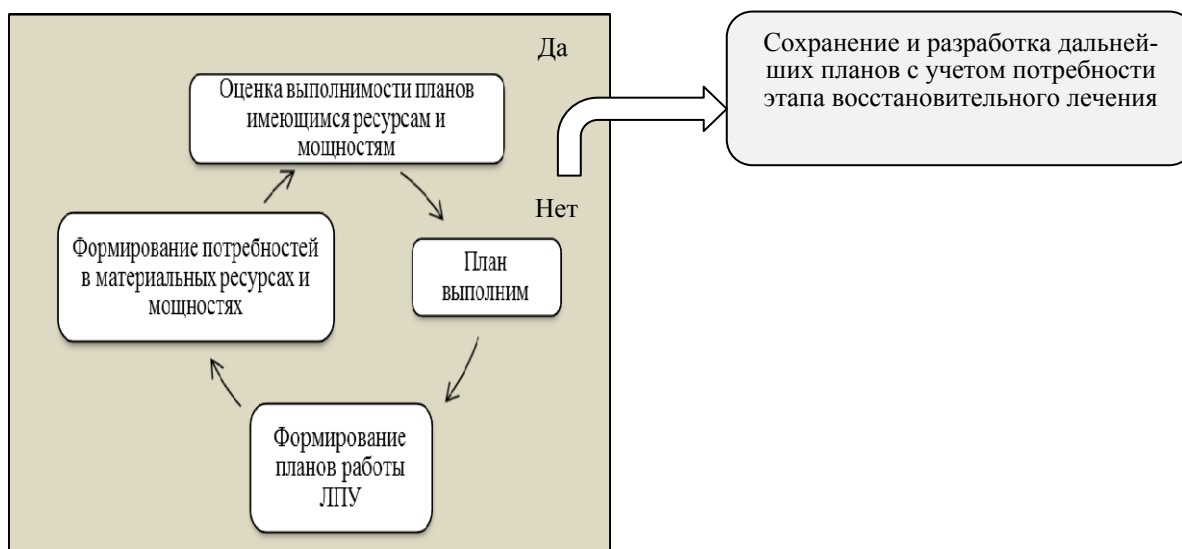 Да
Оценка выполнимости планов
имеющимся ресурсам и
мощностям
Сохранение и разработка дальней-
ших планов с учетом потребности
этапа восстановительного лечения
Нет
Формирование потребностей
в материальных ресурсах и
мощностях
План
выполним
Формирование
планов работы
ЛПУ